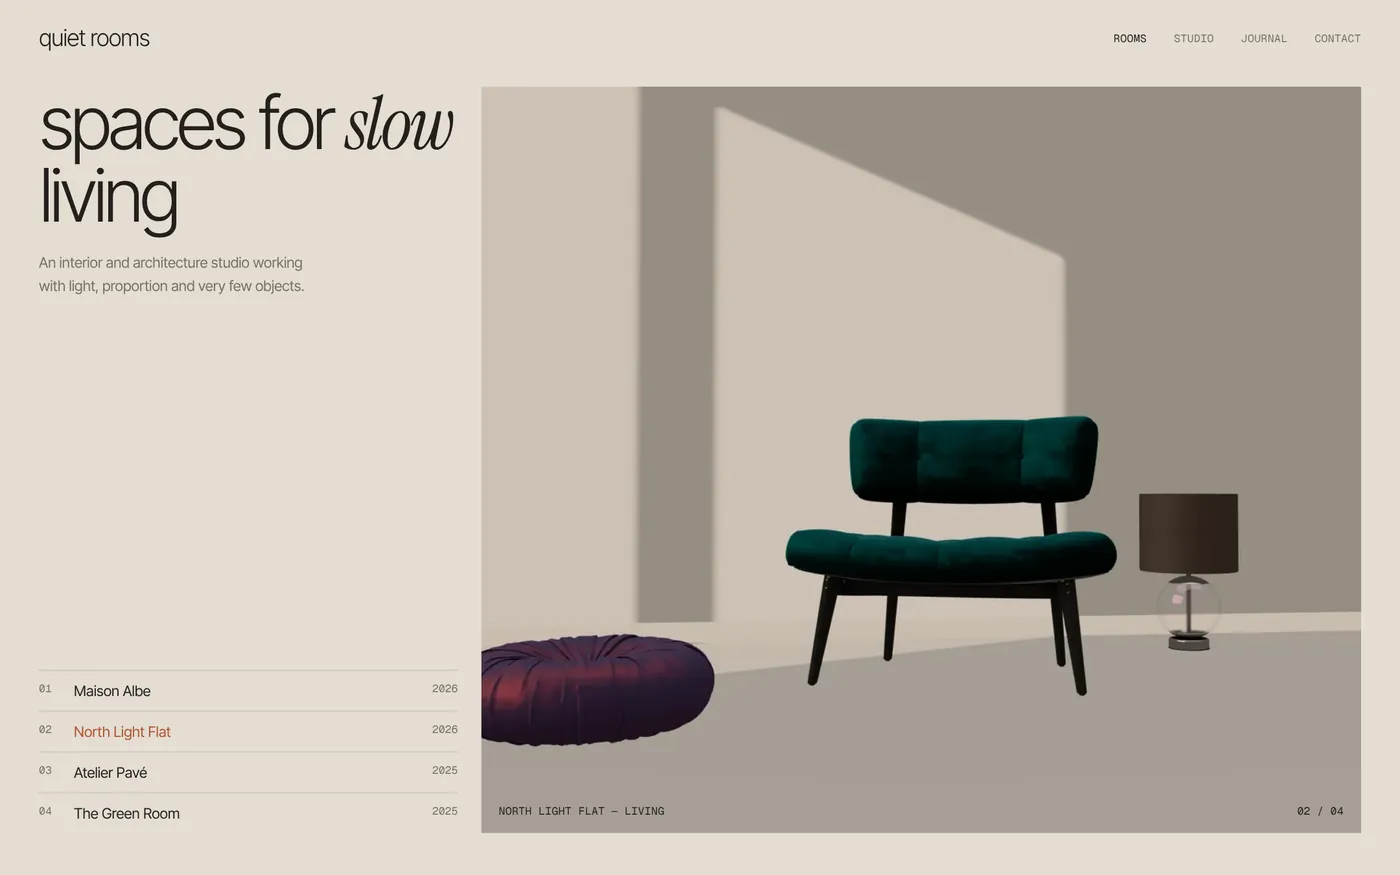 quiet rooms
ROOMS STUDIO JOURNAL CONTACT
spaces for slow
living
An interior and architecture studio working
with light, proportion and very few objects.
01 Maison Albe 2026
02 North Light Flat 2026
03 Atelier Pavé 2025
04 The Green Room 2025
NORTH LIGHT FLAT — LIVING 02 / 04